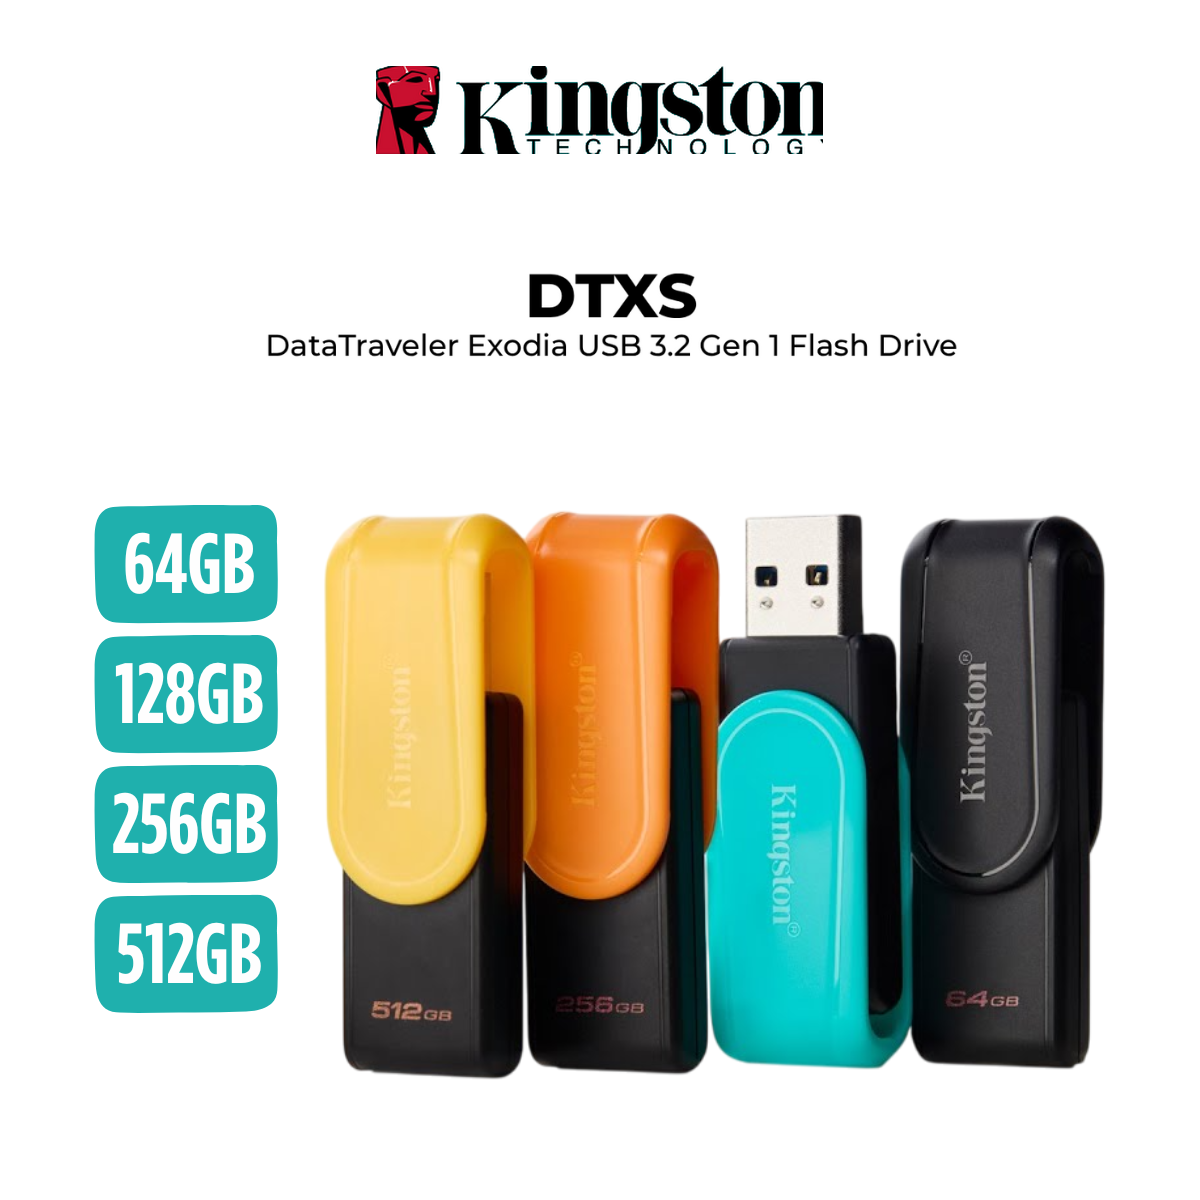 Kingston
TECHNOLOGY
DTXS
DataTraveler Exodia USB 3.2 Gen 1 Flash Drive
64GB
128GB
256GB
512GB
Kingston®
Kingston®
Kingston®
Kingston®
512GB
256GB
64GB